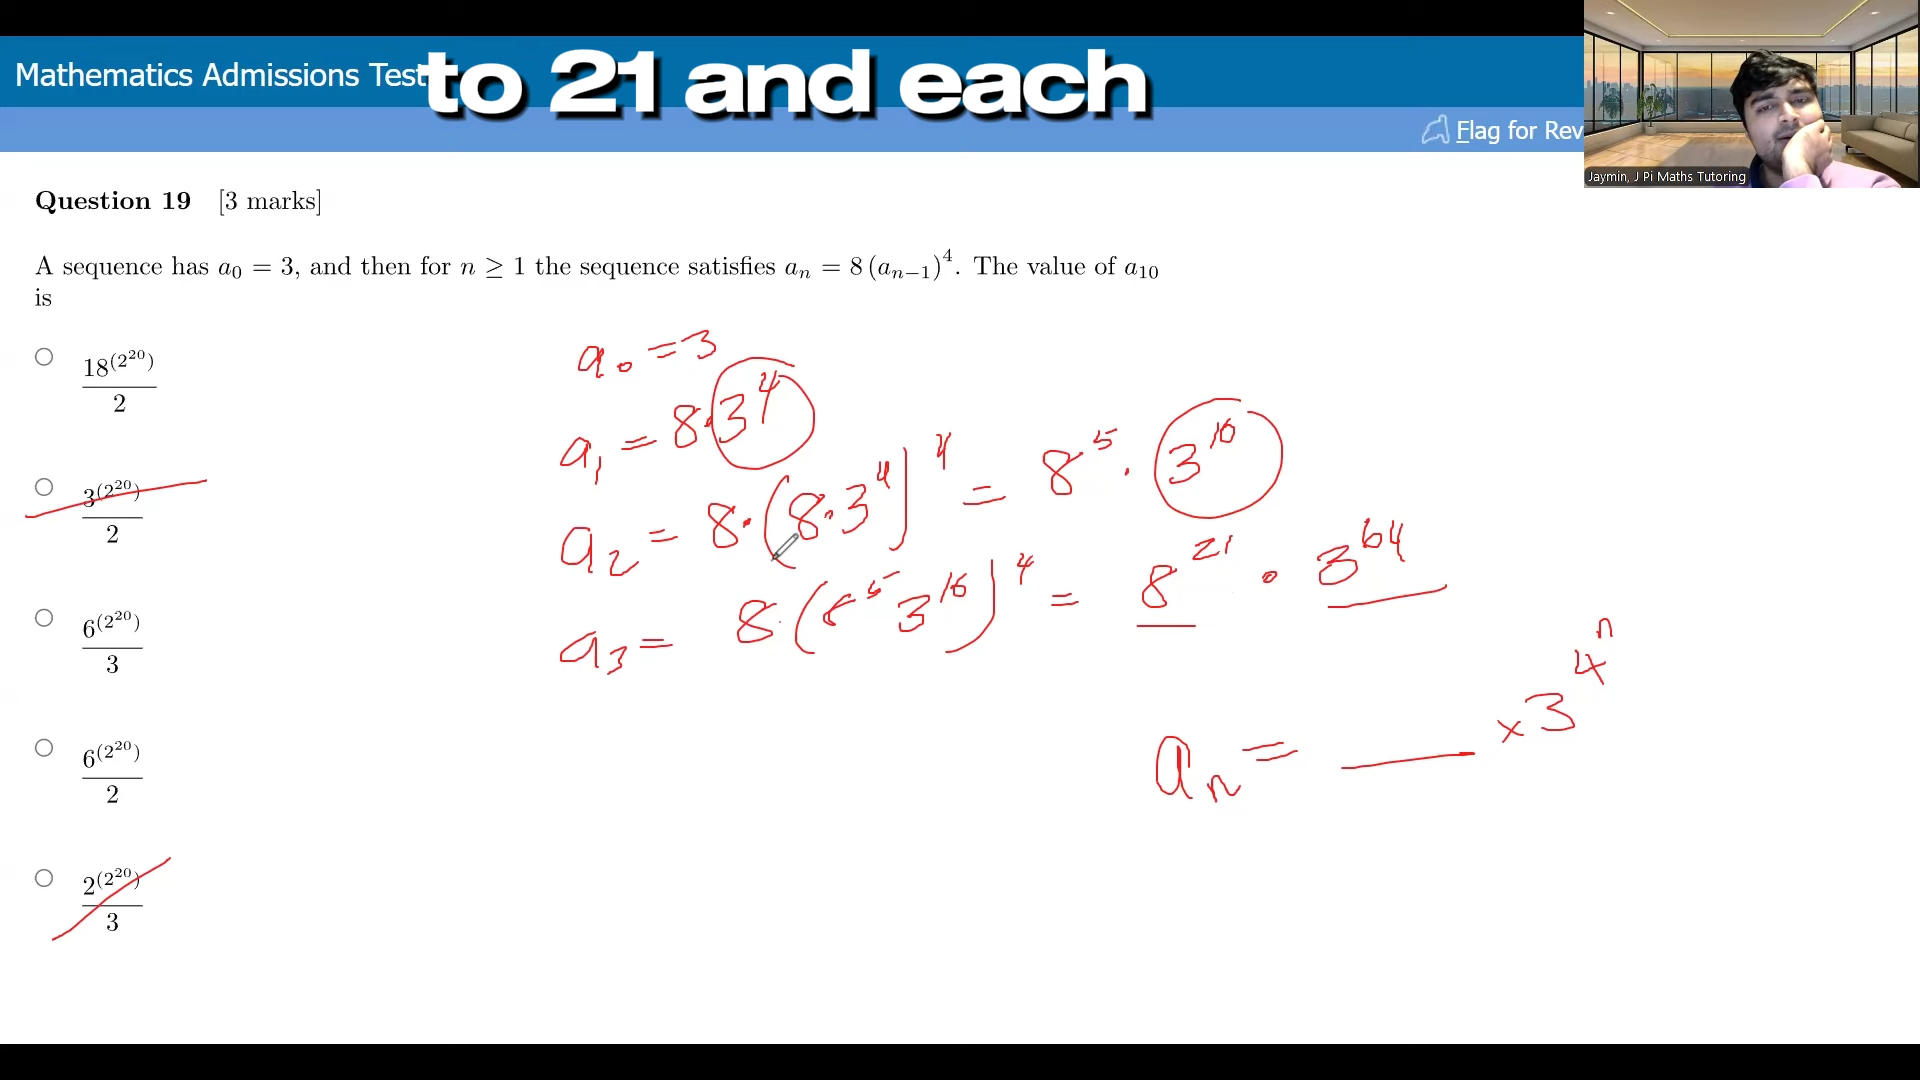 Mathematics Admissions Test
to 21 and each
Flag for Rev
Jaymin, J Pi Maths Tutoring
Question 19 [3 marks]
A sequence has a₀ = 3, and then for n ≥ 1 the sequence satisfies aₙ = 8 (aₙ₋₁)⁴. The value of a₁₀
is
18^(2^20) / 2
3^(2^20) / 2
6^(2^20) / 3
6^(2^20) / 2
2^(2^20) / 3
a₀ = 3
a₁ = 8·3⁴
a₂ = 8·(8·3⁴)⁴ = 8⁵ · 3¹⁶
a₃ = 8·(8⁵ 3¹⁶)⁴ = 8²¹ · 3⁶⁴
aₙ = ___ × 3^4^n